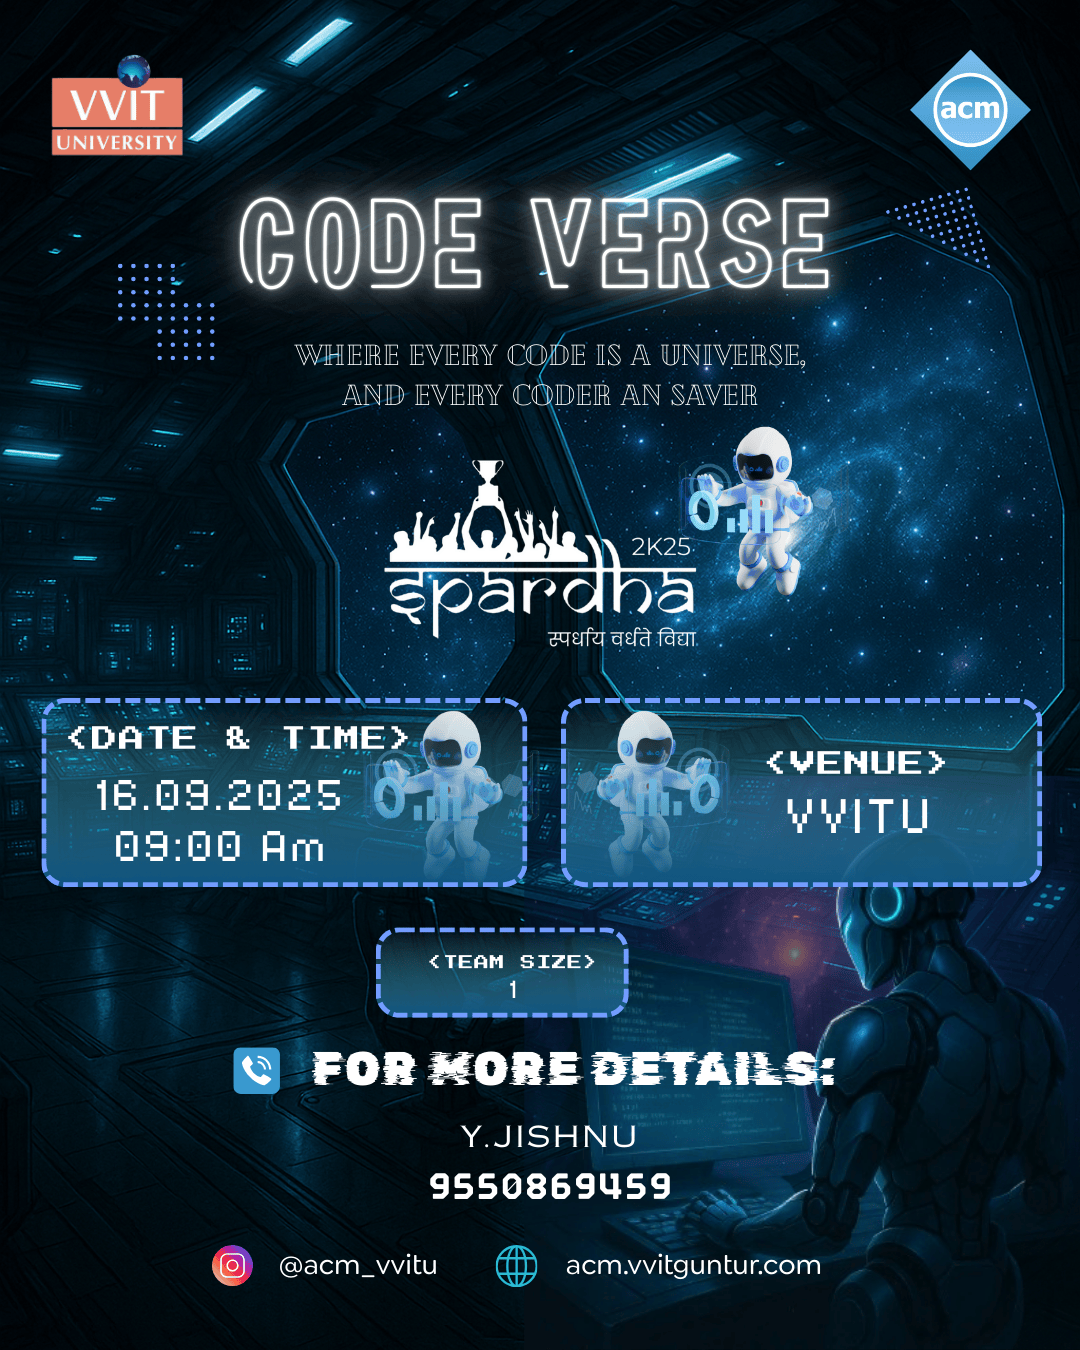 VVIT
UNIVERSITY
acm
CODE VERSE
WHERE EVERY CODE IS A UNIVERSE,
AND EVERY CODER AN SAVER
2K25
spardha
स्पर्धाय वर्धते विद्या
<DATE & TIME>
16.09.2025
09:00 Am
<VENUE>
VVITU
<TEAM SIZE>
1
FOR MORE DETAILS:
Y.JISHNU
9550869459
@acm_vvitu
acm.vvitguntur.com